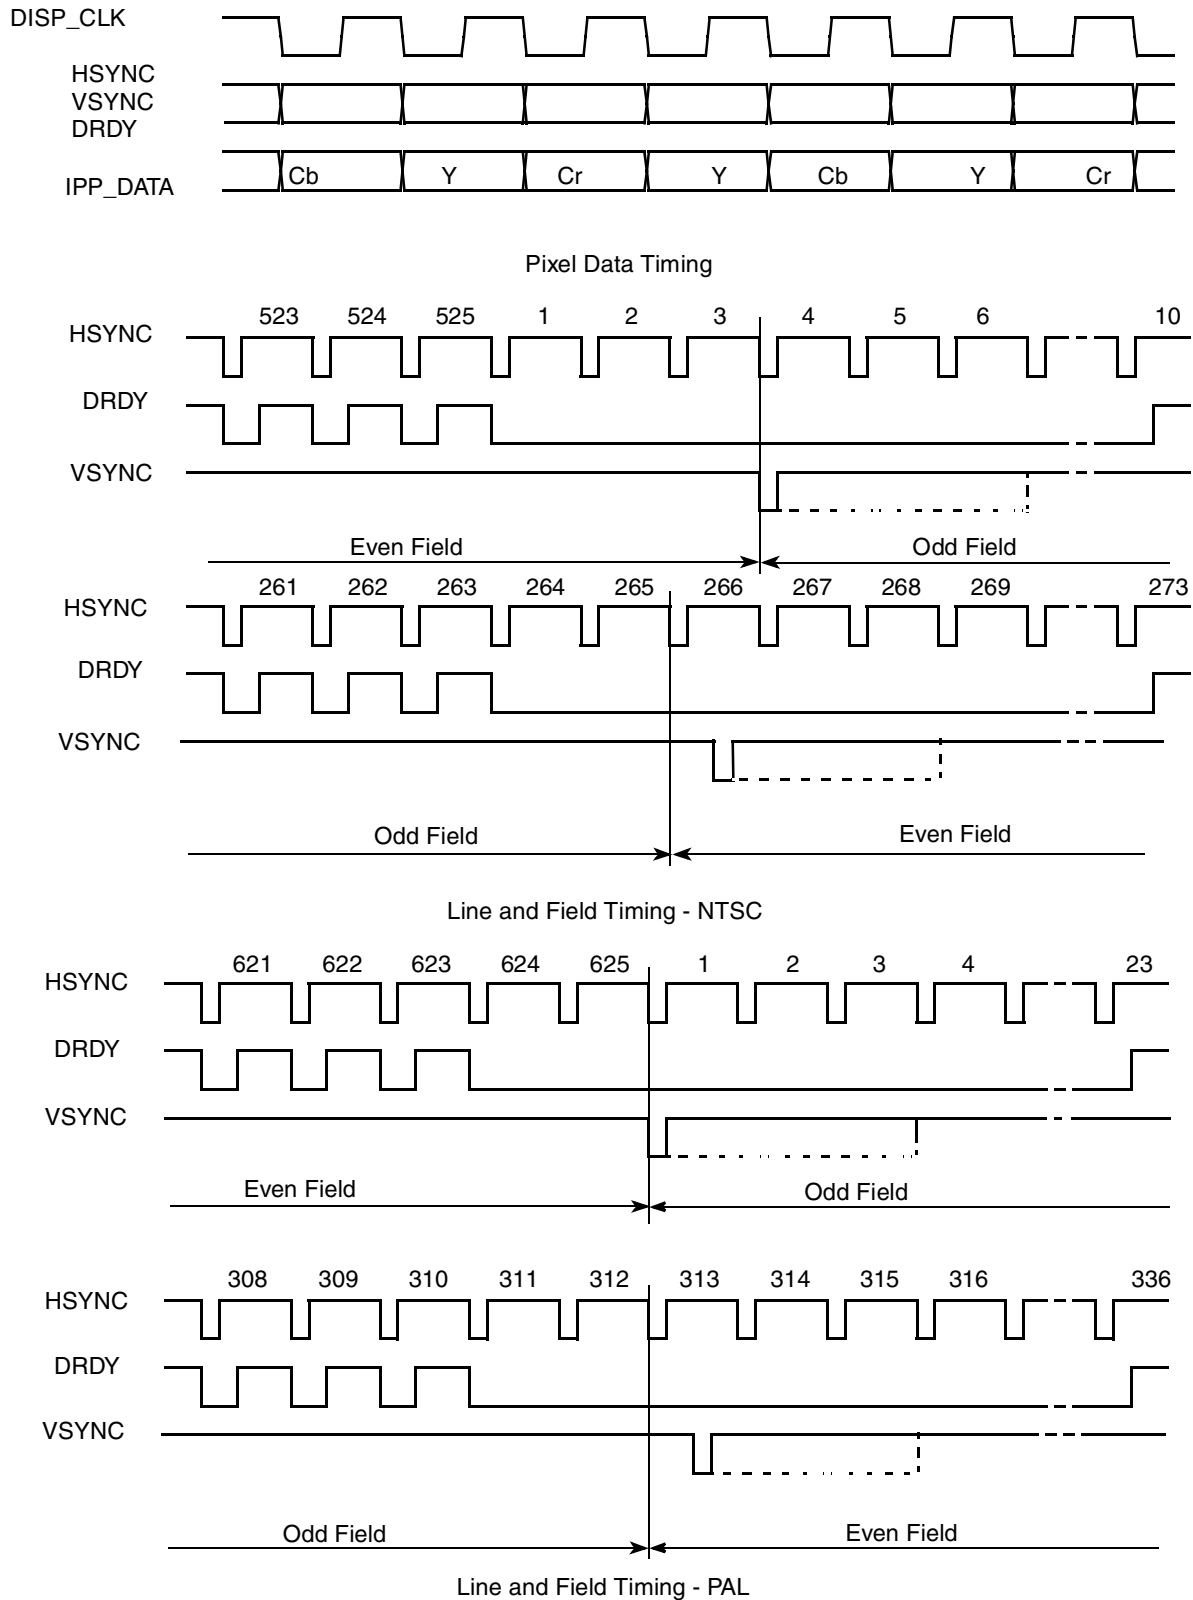 DISP_CLK
HSYNC
VSYNC
DRDY
IPP_DATA Cb Y Cr Y Cb Y Cr
Pixel Data Timing
HSYNC 523 524 525 1 2 3 4 5 6 10
DRDY
VSYNC
Even Field Odd Field
HSYNC 261 262 263 264 265 266 267 268 269 273
DRDY
VSYNC
Odd Field Even Field
Line and Field Timing - NTSC
HSYNC 621 622 623 624 625 1 2 3 4 23
DRDY
VSYNC
Even Field Odd Field
HSYNC 308 309 310 311 312 313 314 315 316 336
DRDY
VSYNC
Odd Field Even Field
Line and Field Timing - PAL